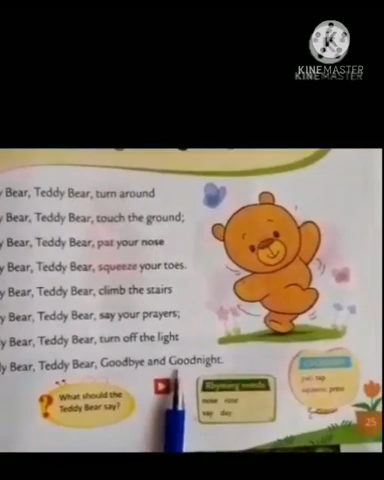 KINEMASTER
KINEMASTER
y Bear, Teddy Bear, turn around
y Bear, Teddy Bear, touch the ground;
y Bear, Teddy Bear, pat your nose
y Bear, Teddy Bear, squeeze your toes.
y Bear, Teddy Bear, climb the stairs
y Bear, Teddy Bear, say your prayers;
y Bear, Teddy Bear, turn off the light
ly Bear, Teddy Bear, Goodbye and Goodnight.
? What should the
Teddy Bear say?
Rhyming words
nose
say day
25